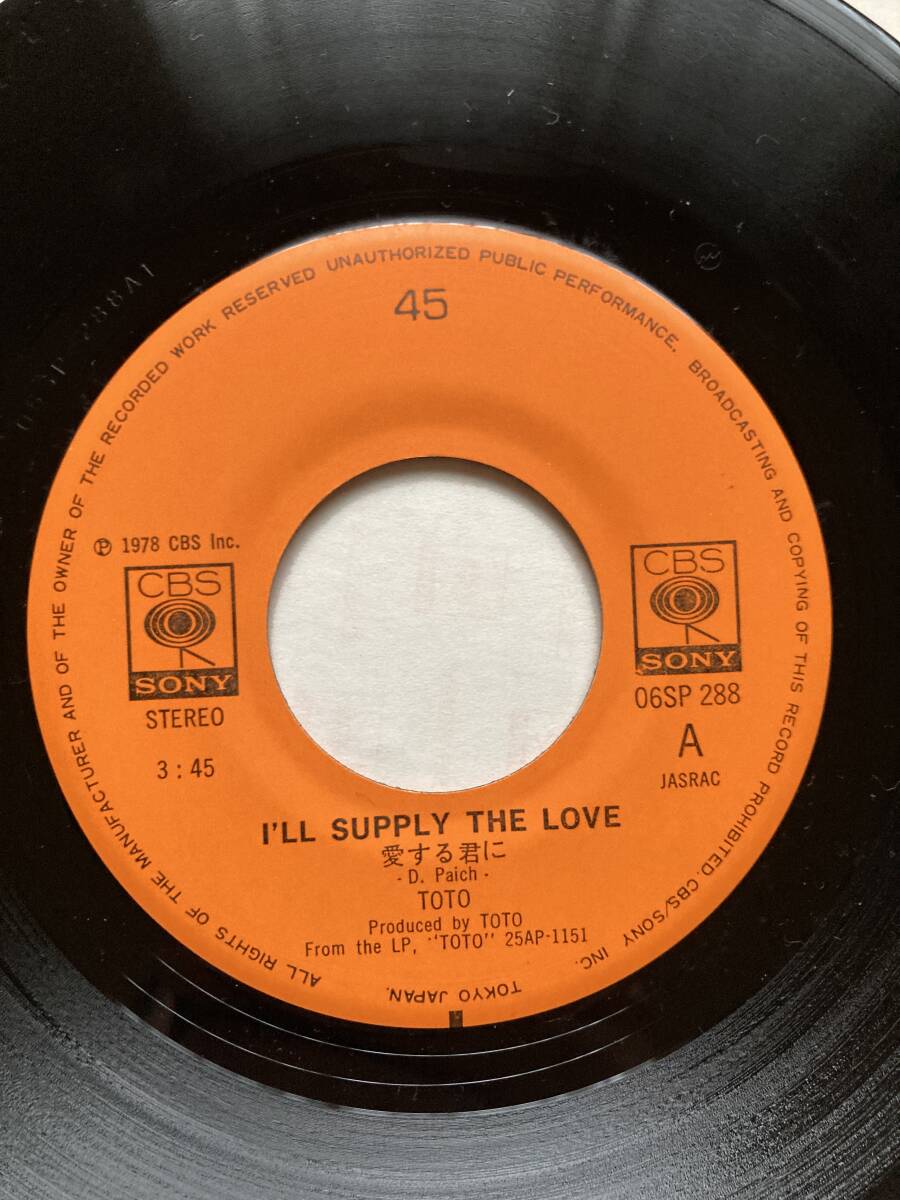 45
℗ 1978 CBS Inc.
CBS
SONY
STEREO
3 : 45
CBS
SONY
06SP 288
A
JASRAC
I'LL SUPPLY THE LOVE
愛する君に
- D. Paich -
TOTO
Produced by TOTO
From the LP, "TOTO" 25AP-1151
ALL RIGHTS OF THE MANUFACTURER AND OF THE OWNER OF THE RECORDED WORK RESERVED UNAUTHORIZED PUBLIC PERFORMANCE, BROADCASTING AND COPYING OF THIS RECORD PROHIBITED. CBS/SONY INC.
TOKYO JAPAN.
06SP 288A1